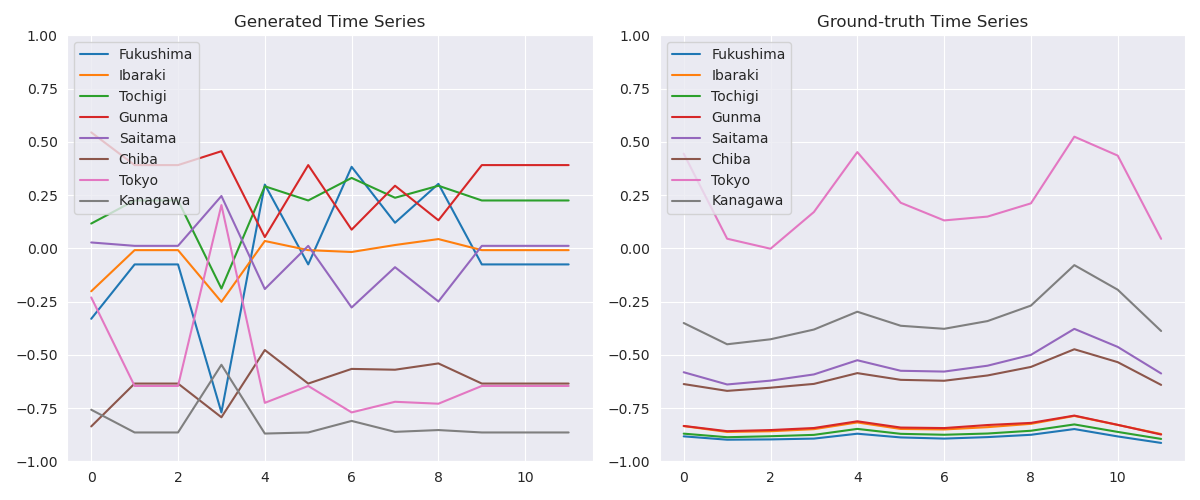 Generated Time Series
1.00
0.75
0.50
0.25
0.00
−0.25
−0.50
−0.75
−1.00
0
2
4
6
8
10
Fukushima
Ibaraki
Tochigi
Gunma
Saitama
Chiba
Tokyo
Kanagawa
Ground-truth Time Series
1.00
0.75
0.50
0.25
0.00
−0.25
−0.50
−0.75
−1.00
0
2
4
6
8
10
Fukushima
Ibaraki
Tochigi
Gunma
Saitama
Chiba
Tokyo
Kanagawa